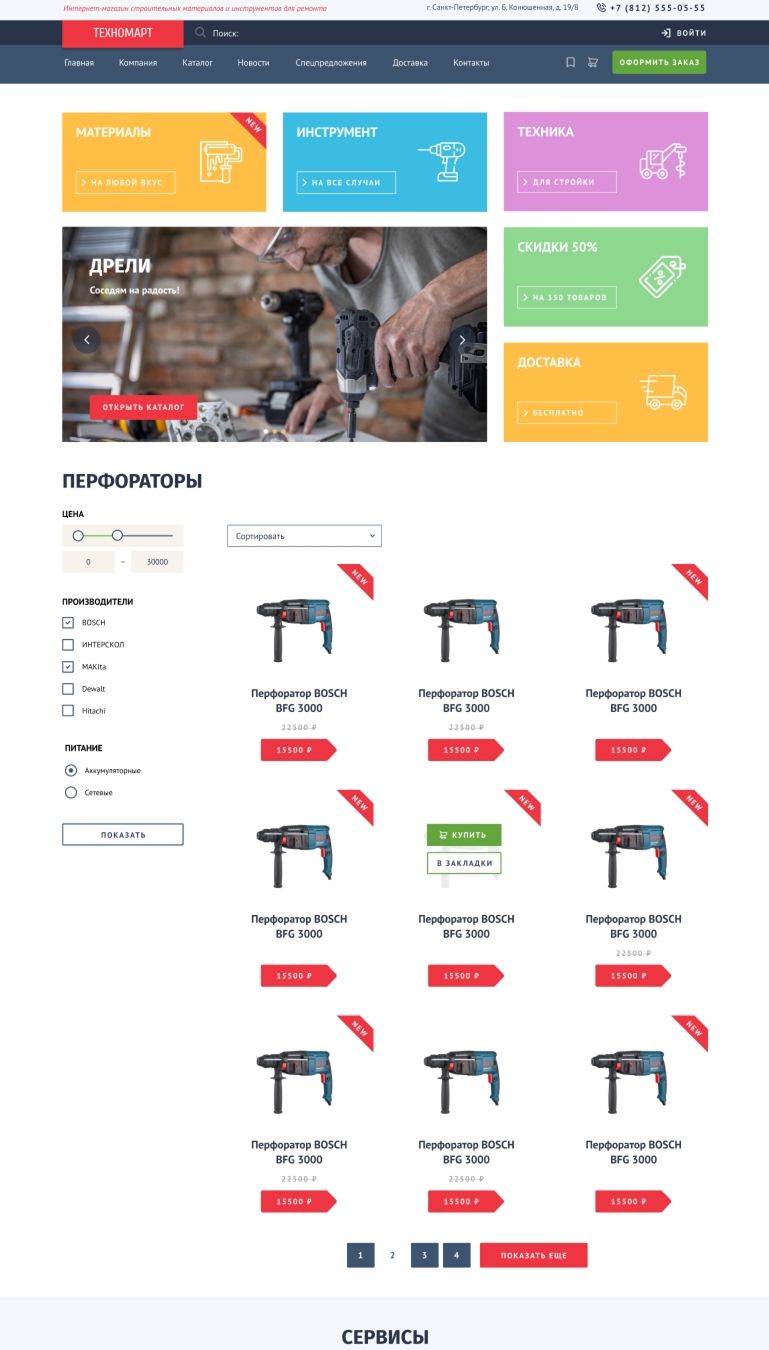 Интернет-магазин строительных материалов и инструментов для ремонта
г. Санкт-Петербург, ул. Б. Конюшенная, д. 19/8
+7 (812) 555-05-55
ТЕХНОМАРТ
Поиск:
ВОЙТИ
Главная Компания Каталог Новости Спецпредложения Доставка Контакты
ОФОРМИТЬ ЗАКАЗ
МАТЕРИАЛЫ
NEW
НА ЛЮБОЙ ВКУС
ИНСТРУМЕНТ
НА ВСЕ СЛУЧАИ
ТЕХНИКА
ДЛЯ СТРОЙКИ
ДРЕЛИ
Соседям на радость!
ОТКРЫТЬ КАТАЛОГ
СКИДКИ 50%
НА 350 ТОВАРОВ
ДОСТАВКА
БЕСПЛАТНО
ПЕРФОРАТОРЫ
ЦЕНА
0 – 30000
ПРОИЗВОДИТЕЛИ
BOSCH
ИНТЕРСКОЛ
MAKIta
Dewalt
Hitachi
ПИТАНИЕ
Аккумуляторные
Сетевые
ПОКАЗАТЬ
Сортировать
NEW
Перфоратор BOSCH
BFG 3000
22500 ₽
15500 ₽
Перфоратор BOSCH
BFG 3000
22500 ₽
15500 ₽
NEW
Перфоратор BOSCH
BFG 3000
15500 ₽
NEW
Перфоратор BOSCH
BFG 3000
15500 ₽
NEW
КУПИТЬ
В ЗАКЛАДКИ
Перфоратор BOSCH
BFG 3000
15500 ₽
NEW
Перфоратор BOSCH
BFG 3000
22500 ₽
15500 ₽
NEW
Перфоратор BOSCH
BFG 3000
22500 ₽
15500 ₽
Перфоратор BOSCH
BFG 3000
22500 ₽
15500 ₽
NEW
Перфоратор BOSCH
BFG 3000
15500 ₽
1 2 3 4
ПОКАЗАТЬ ЕЩЕ
СЕРВИСЫ